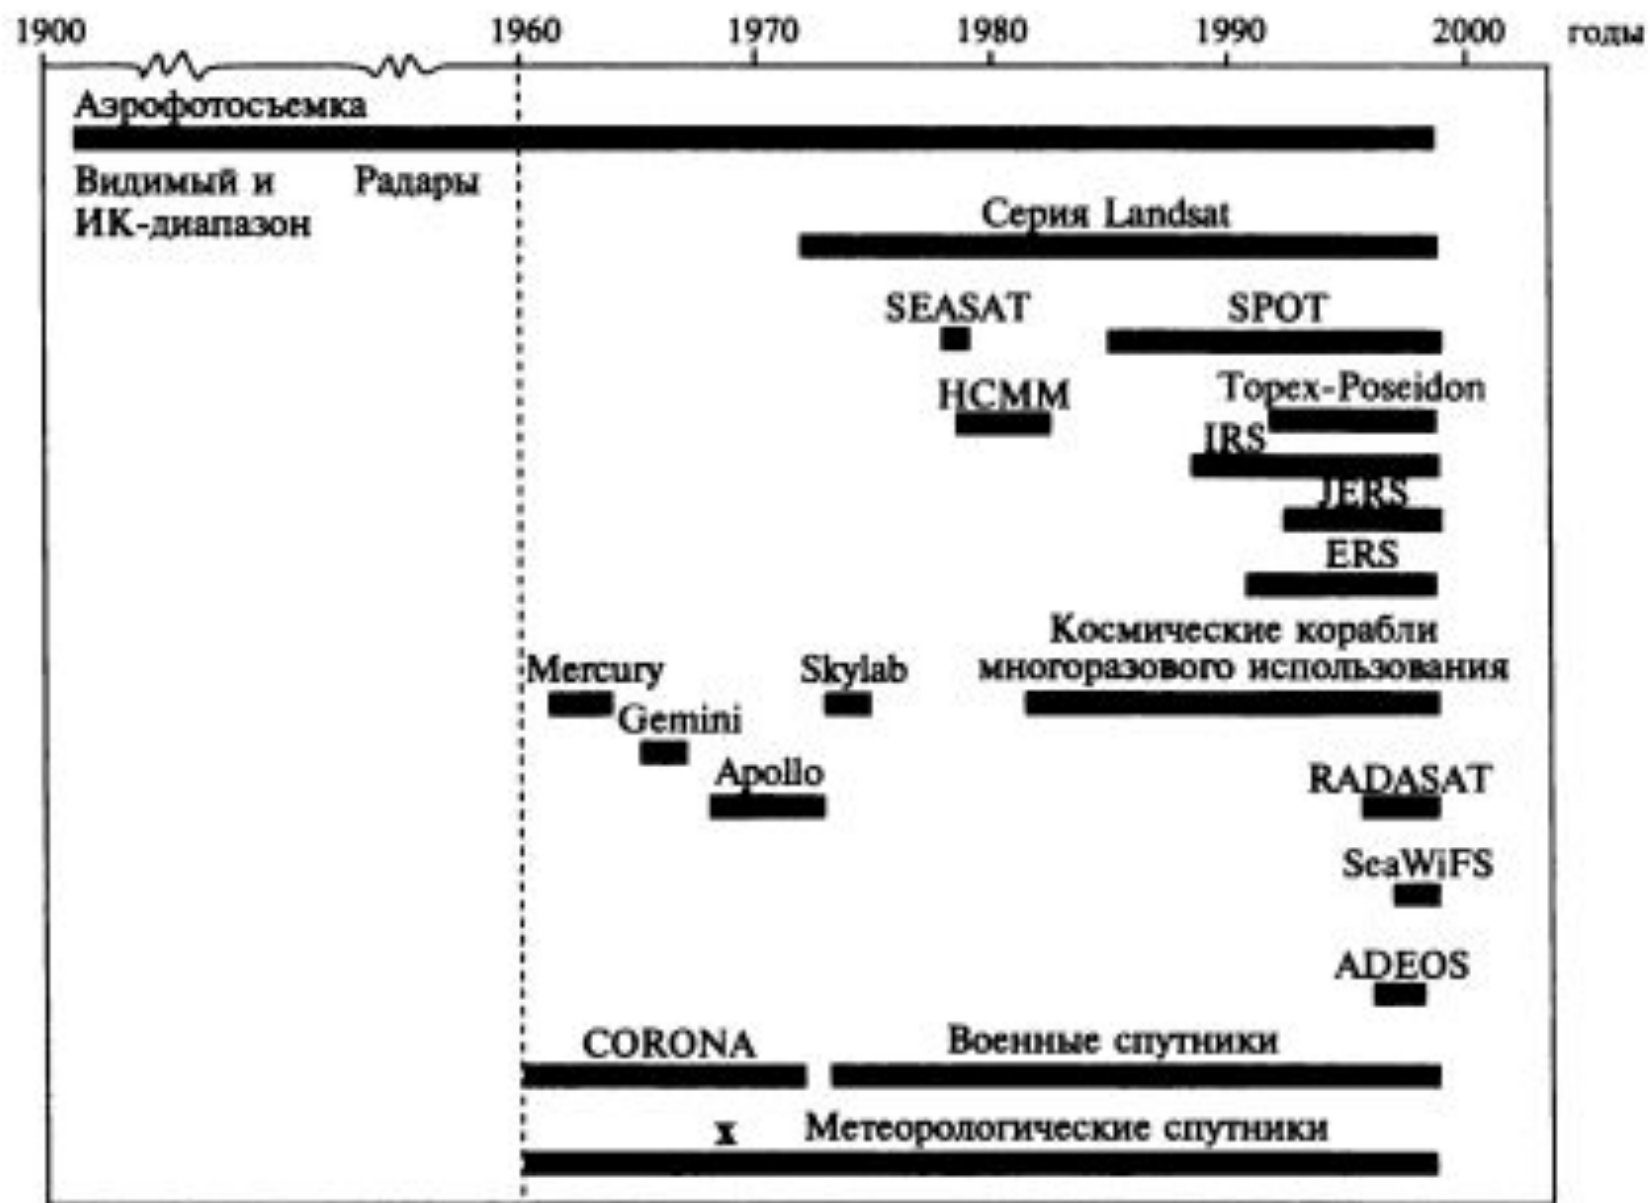 1900 1960 1970 1980 1990 2000 годы
Аэрофотосъемка
Видимый и Радары
ИК-диапазон
Серия Landsat
SEASAT SPOT
HCMM Topex-Poseidon
IRS
JERS
ERS
Космические корабли
многоразового использования
Mercury Skylab
Gemini
Apollo RADASAT
SeaWiFS
ADEOS
CORONA Военные спутники
x Метеорологические спутники